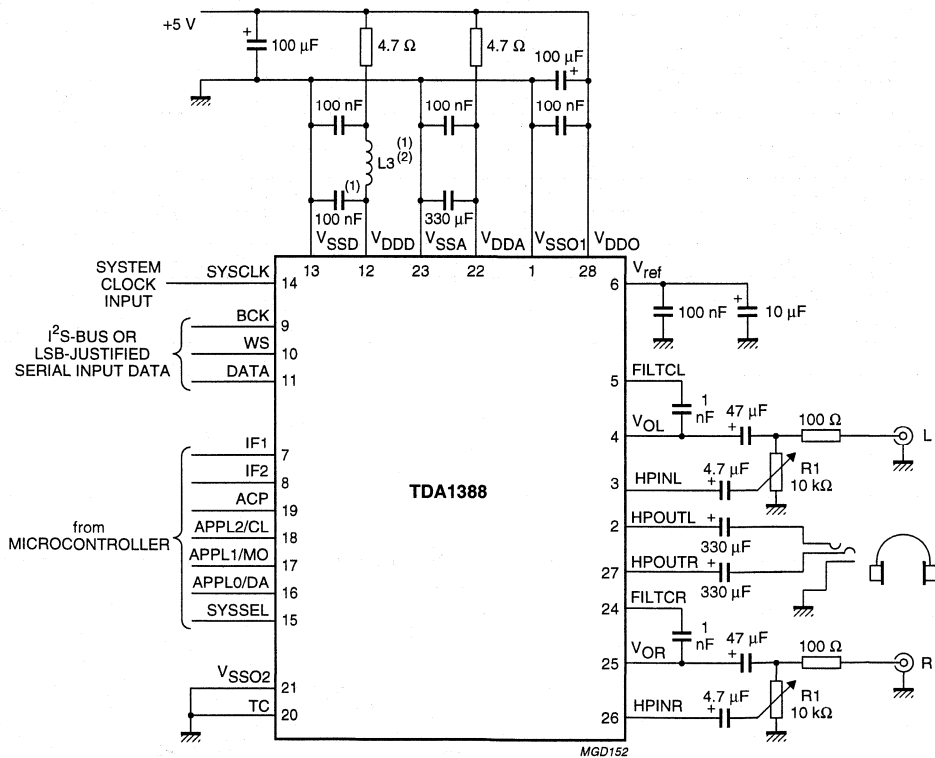 +5 V
100 µF
4.7 Ω
4.7 Ω
100 µF
+
+
100 nF
100 nF
100 nF
L3 (1) (2)
(1)
100 nF
330 µF
VSSD
VDDD
VSSA
VDDA
VSSO1
VDDO
13
12
23
22
1
28
SYSTEM
CLOCK
INPUT
SYSCLK
14
I2S-BUS OR
LSB-JUSTIFIED
SERIAL INPUT DATA
BCK
9
WS
10
DATA
11
from
MICROCONTROLLER
IF1
7
IF2
8
ACP
19
APPL2/CL
18
APPL1/MO
17
APPL0/DA
16
SYSSEL
15
VSSO2
21
TC
20
TDA1388
6
Vref
100 nF
+
10 µF
5
FILTCL
1
nF
4
VOL
47 µF
+
100 Ω
L
3
HPINL
4.7 µF
+
R1
10 kΩ
2
HPOUTL
+
330 µF
27
HPOUTR
+
330 µF
24
FILTCR
1
nF
25
VOR
47 µF
+
100 Ω
R
26
HPINR
4.7 µF
+
R1
10 kΩ
MGD152